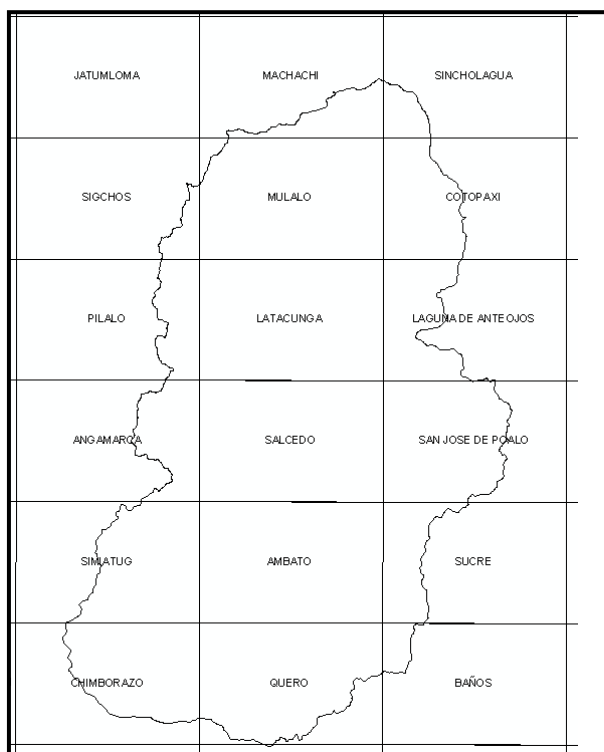 JATUMLOMA MACHACHI SINCHOLAGUA
SIGCHOS MULALO COTOPAXI
PILALO LATACUNGA LAGUNA DE ANTEOJOS
ANGAMARCA SALCEDO SAN JOSE DE POALO
SIMIATUG AMBATO SUCRE
CHIMBORAZO QUERO BAÑOS